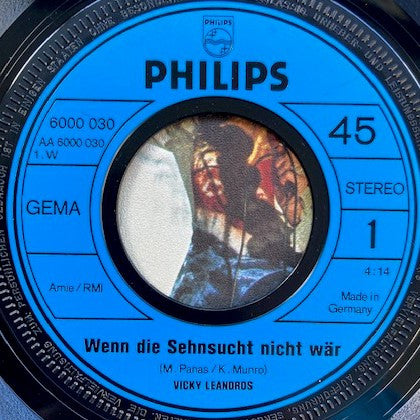 PHILIPS
PHILIPS
6000 030
AA 6000 030
1. W
45
GEMA
STEREO
1
4:14
Amie/RMI
Made in
Germany
Wenn die Sehnsucht nicht wär
(M. Panas/K. Munro)
VICKY LEANDROS